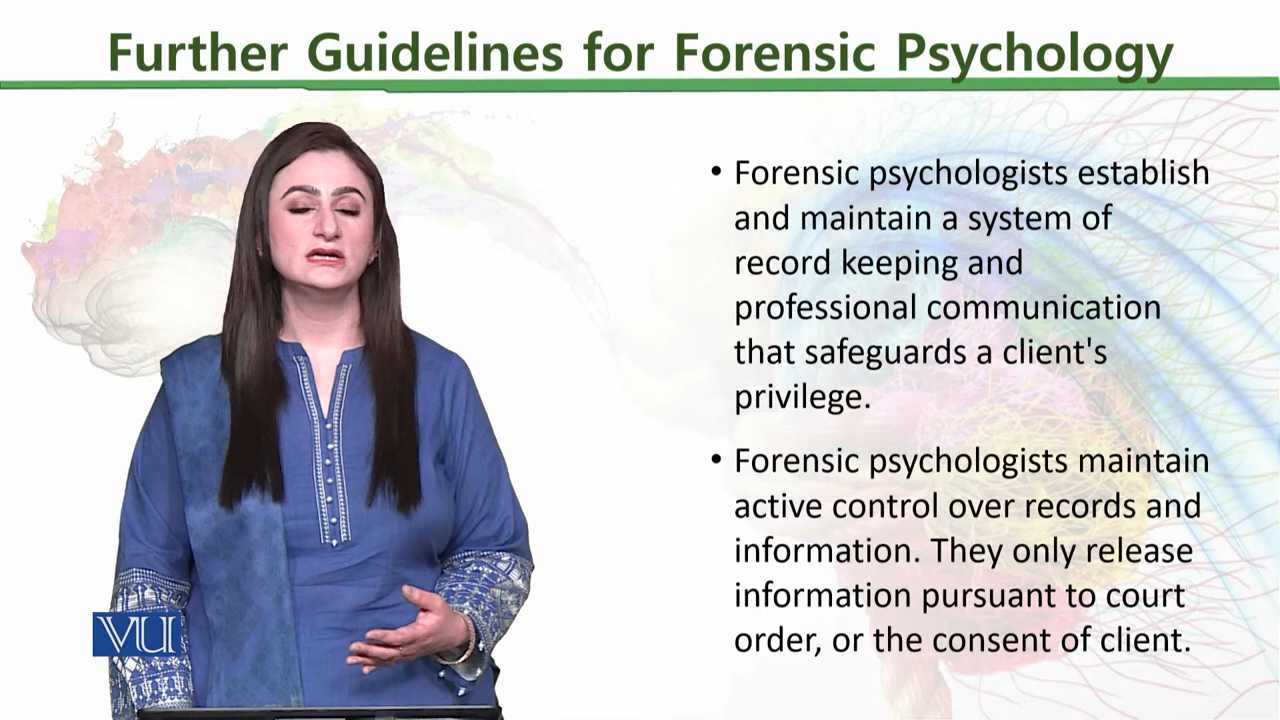 Further Guidelines for Forensic Psychology
• Forensic psychologists establish
and maintain a system of
record keeping and
professional communication
that safeguards a client's
privilege.
• Forensic psychologists maintain
active control over records and
information. They only release
information pursuant to court
order, or the consent of client.
VU